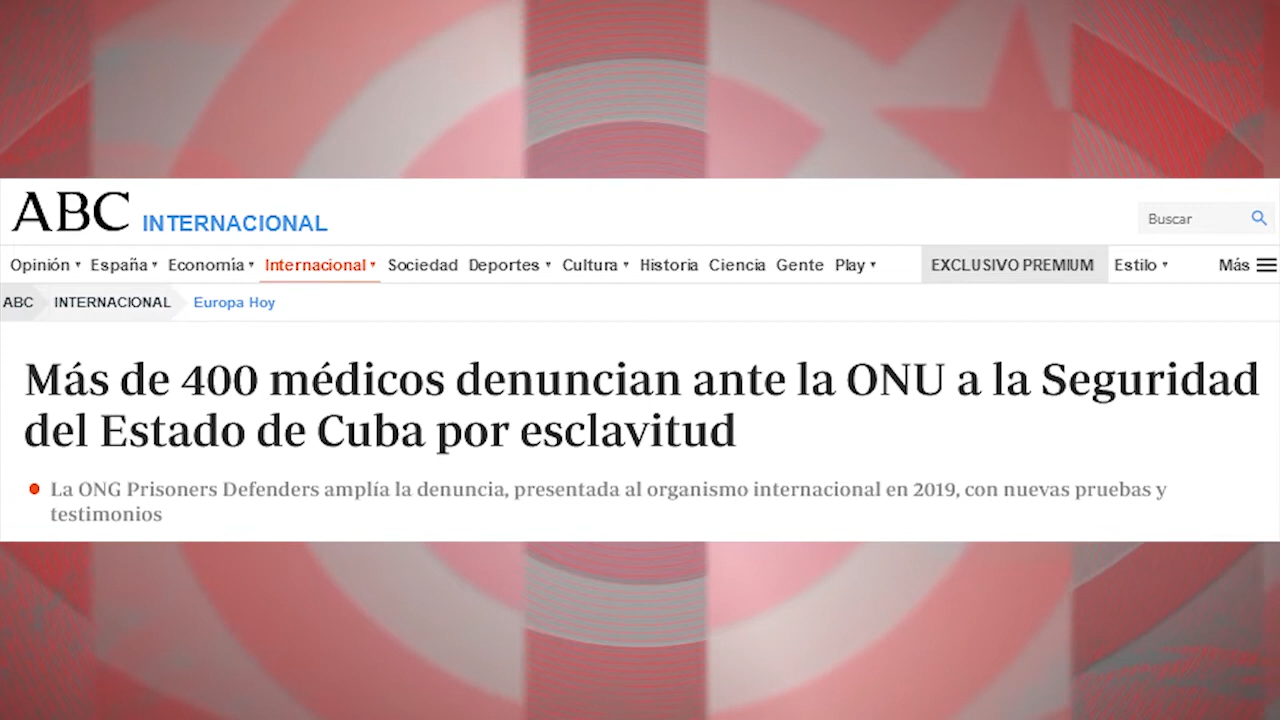 ABC INTERNACIONAL
Buscar
Opinión España Economía Internacional Sociedad Deportes Cultura Historia Ciencia Gente Play EXCLUSIVO PREMIUM Estilo Más
ABC INTERNACIONAL Europa Hoy
Más de 400 médicos denuncian ante la ONU a la Seguridad
del Estado de Cuba por esclavitud
La ONG Prisoners Defenders amplía la denuncia, presentada al organismo internacional en 2019, con nuevas pruebas y
testimonios